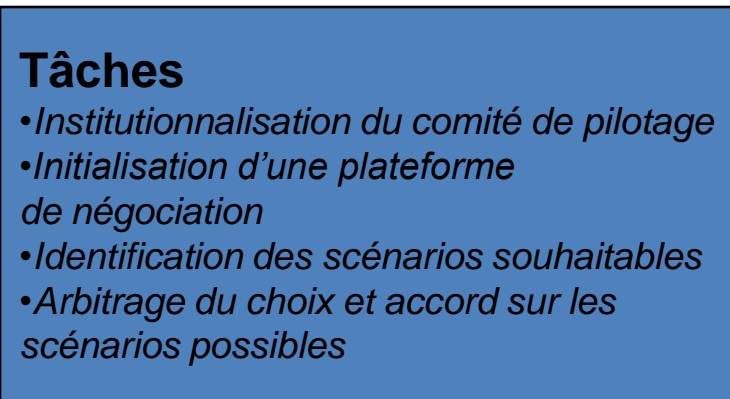 Tâches
•Institutionnalisation du comité de pilotage
•Initialisation d’une plateforme
de négociation
•Identification des scénarios souhaitables
•Arbitrage du choix et accord sur les
scénarios possibles